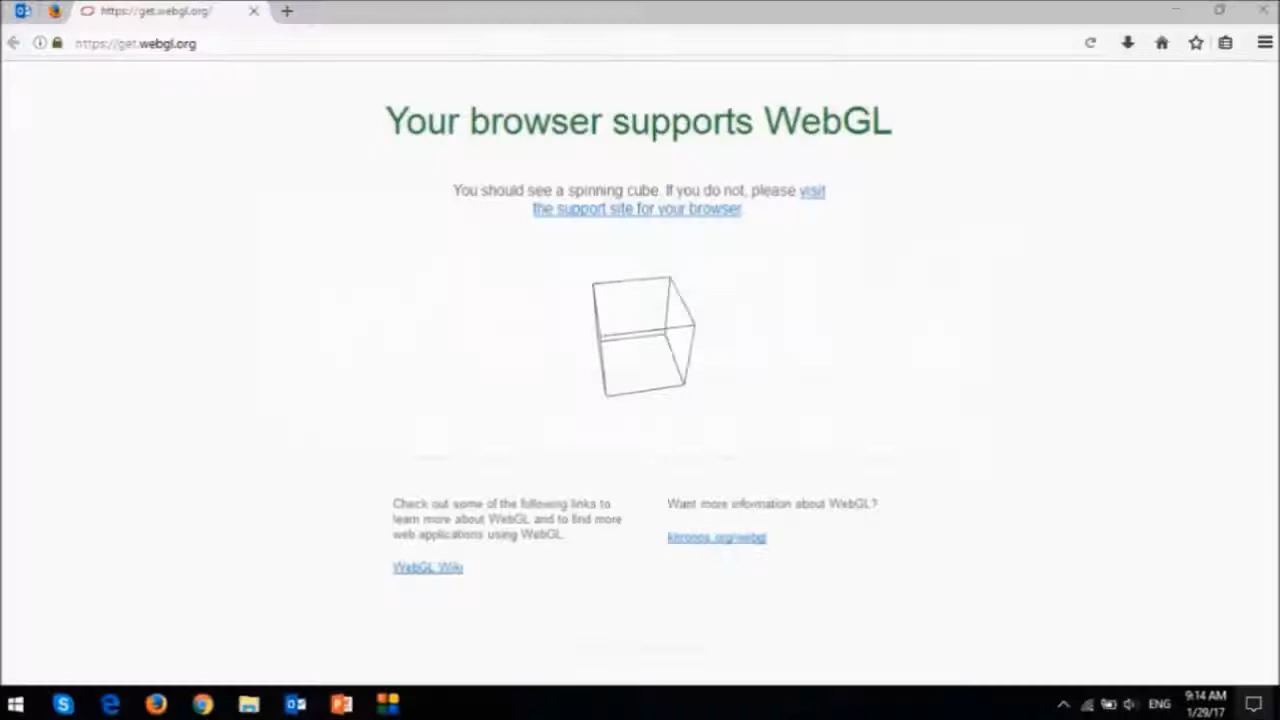 https://get.webgl.org/
https://get.webgl.org
Your browser supports WebGL
You should see a spinning cube. If you do not, please visit
the support site for your browser.
Check out some of the following links to
learn more about WebGL and to find more
web applications using WebGL.
WebGL Wiki
Want more information about WebGL?
khronos.org/webgl
ENG
9:14 AM
1/29/17